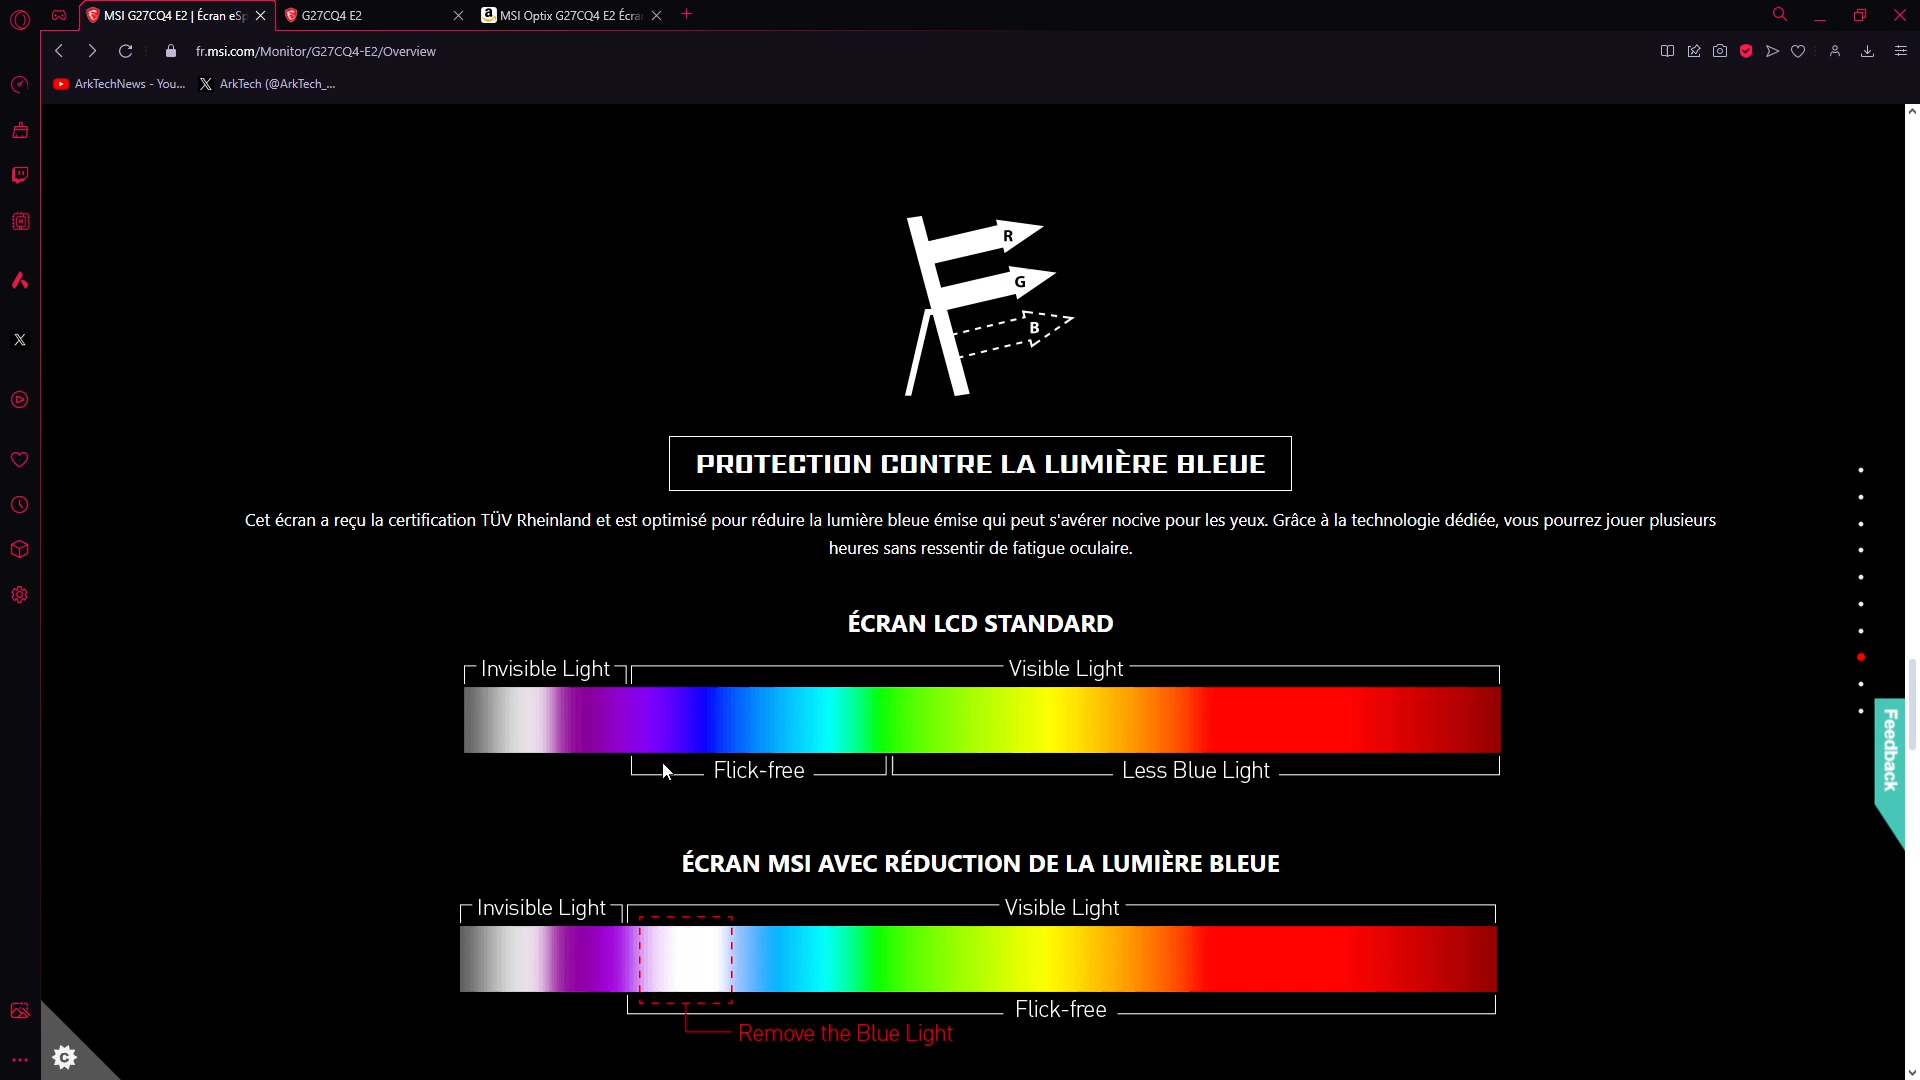 MSI G27CQ4 E2 | Écran eSp
G27CQ4 E2
MSI Optix G27CQ4 E2 Écra
fr.msi.com/Monitor/G27CQ4-E2/Overview
ArkTechNews - You...
ArkTech (@ArkTech_...
R
G
B
PROTECTION CONTRE LA LUMIÈRE BLEUE
Cet écran a reçu la certification TÜV Rheinland et est optimisé pour réduire la lumière bleue émise qui peut s'avérer nocive pour les yeux. Grâce à la technologie dédiée, vous pourrez jouer plusieurs
heures sans ressentir de fatigue oculaire.
ÉCRAN LCD STANDARD
Invisible Light
Visible Light
Flick-free
Less Blue Light
Feedback
ÉCRAN MSI AVEC RÉDUCTION DE LA LUMIÈRE BLEUE
Invisible Light
Visible Light
Flick-free
Remove the Blue Light